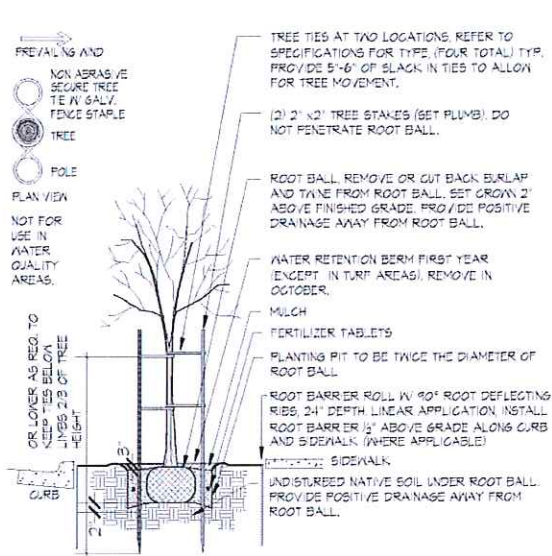 PREVAILING WIND
NON ABRASIVE
SECURE TREE
TIE W/ GALV.
FENCE STAPLE
TREE
POLE
PLAN VIEW
NOT FOR
USE IN
WATER
QUALITY
AREAS.
OR LOWER AS REQ. TO
KEEP TIES BELOW
LIMBS 2/3 OF TREE
HEIGHT
3"
CURB
2'
TREE TIES AT TWO LOCATIONS, REFER TO
SPECIFICATIONS FOR TYPE, (FOUR TOTAL) TYP.
PROVIDE 5"-6" OF SLACK IN TIES TO ALLOW
FOR TREE MOVEMENT.
(2) 2" x2" TREE STAKES (SET PLUMB). DO
NOT PENETRATE ROOT BALL.
ROOT BALL, REMOVE OR CUT BACK BURLAP
AND TWINE FROM ROOT BALL. SET CROWN 2"
ABOVE FINISHED GRADE. PROVIDE POSITIVE
DRAINAGE AWAY FROM ROOT BALL.
WATER RETENTION BERM FIRST YEAR
(EXCEPT IN TURF AREAS), REMOVE IN
OCTOBER.
MULCH
FERTILIZER TABLETS
PLANTING PIT TO BE TWICE THE DIAMETER OF
ROOT BALL
ROOT BARRIER ROLL W/ 90° ROOT DEFLECTING
RIBS, 24" DEPTH. LINEAR APPLICATION, INSTALL
ROOT BARRIER ½" ABOVE GRADE ALONG CURB
AND SIDEWALK (WHERE APPLICABLE)
SIDEWALK
UNDISTURBED NATIVE SOIL UNDER ROOT BALL.
PROVIDE POSITIVE DRAINAGE AWAY FROM
ROOT BALL.